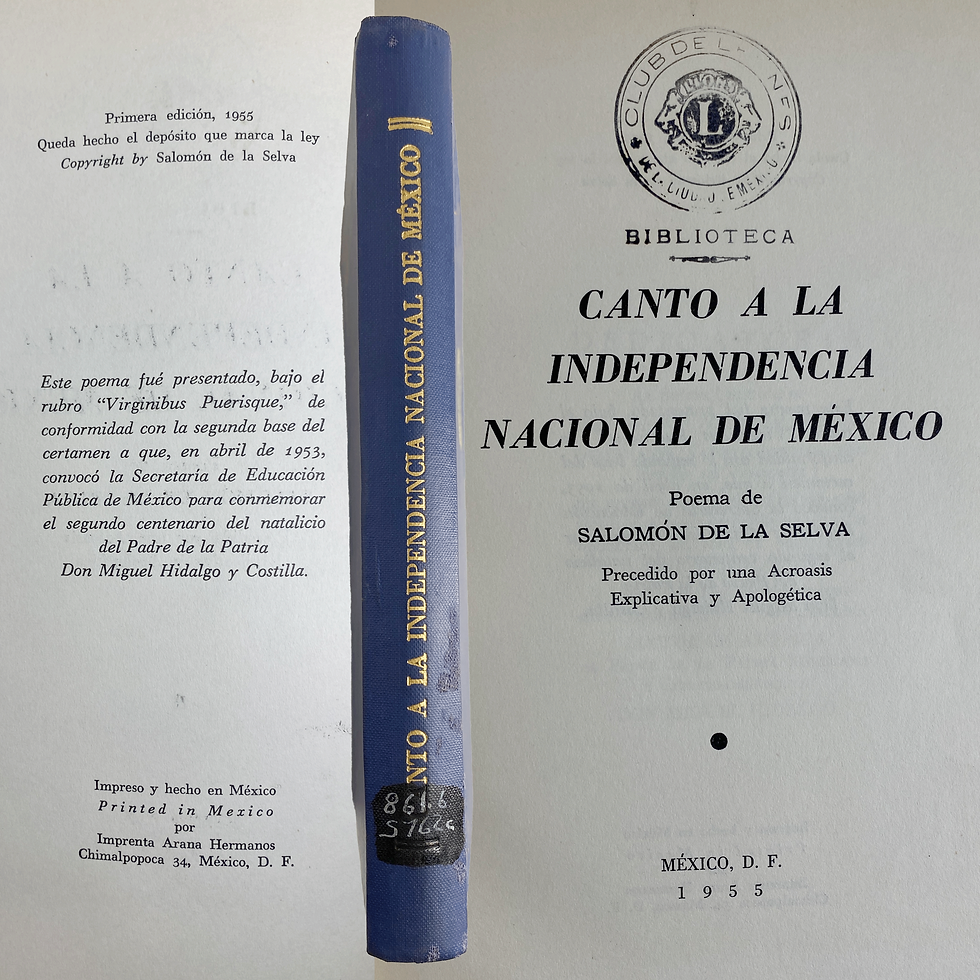 Primera edición, 1955
Queda hecho el depósito que marca la ley
Copyright by Salomón de la Selva
Este poema fué presentado, bajo el
rubro “Virginibus Puerisque,” de
conformidad con la segunda base del
certamen a que, en abril de 1953,
convocó la Secretaría de Educación
Pública de México para conmemorar
el segundo centenario del natalicio
del Padre de la Patria
Don Miguel Hidalgo y Costilla.
Impreso y hecho en México
Printed in Mexico
por
Imprenta Arana Hermanos
Chimalpopoca 34, México, D. F.
NTO A LA INDEPENDENCIA NACIONAL DE MÉXICO
861.6
CLUB DE
LIONS
L
BIBLIOTECA
CANTO A LA
INDEPENDENCIA
NACIONAL DE MÉXICO
Poema de
SALOMÓN DE LA SELVA
Precedido por una Acroasis
Explicativa y Apologética
MÉXICO, D. F.
1955